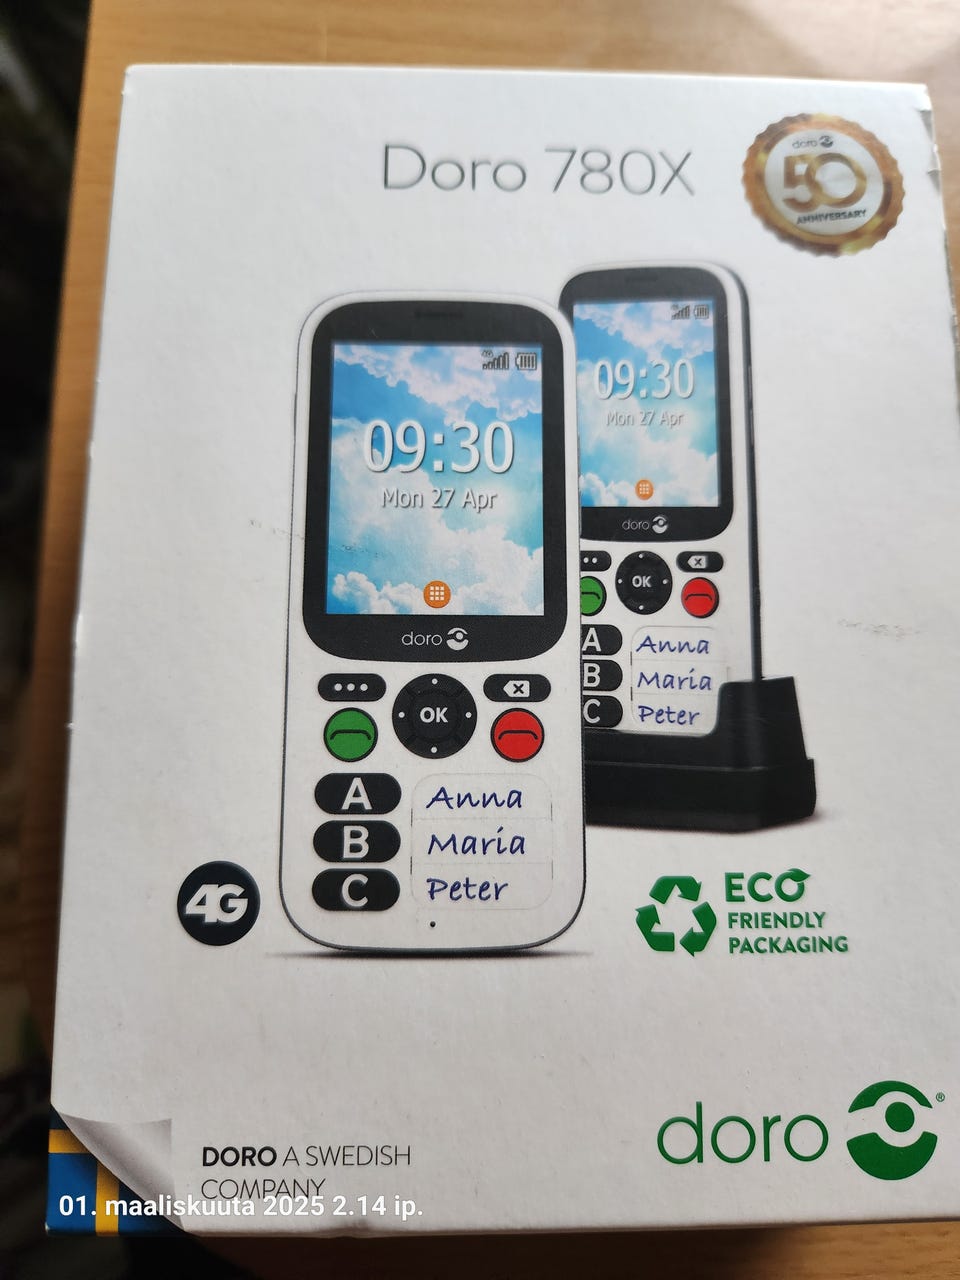 Doro 780X
doro
50
ANNIVERSARY
09:30
Mon 27 Apr
doro
OK
A Anna
B Maria
C Peter
09:30
Mon 27 Apr
doro
OK
A Anna
B Maria
C Peter
4G
ECO
FRIENDLY
PACKAGING
doro®
DORO A SWEDISH
COMPANY
01. maaliskuuta 2025 2.14 ip.